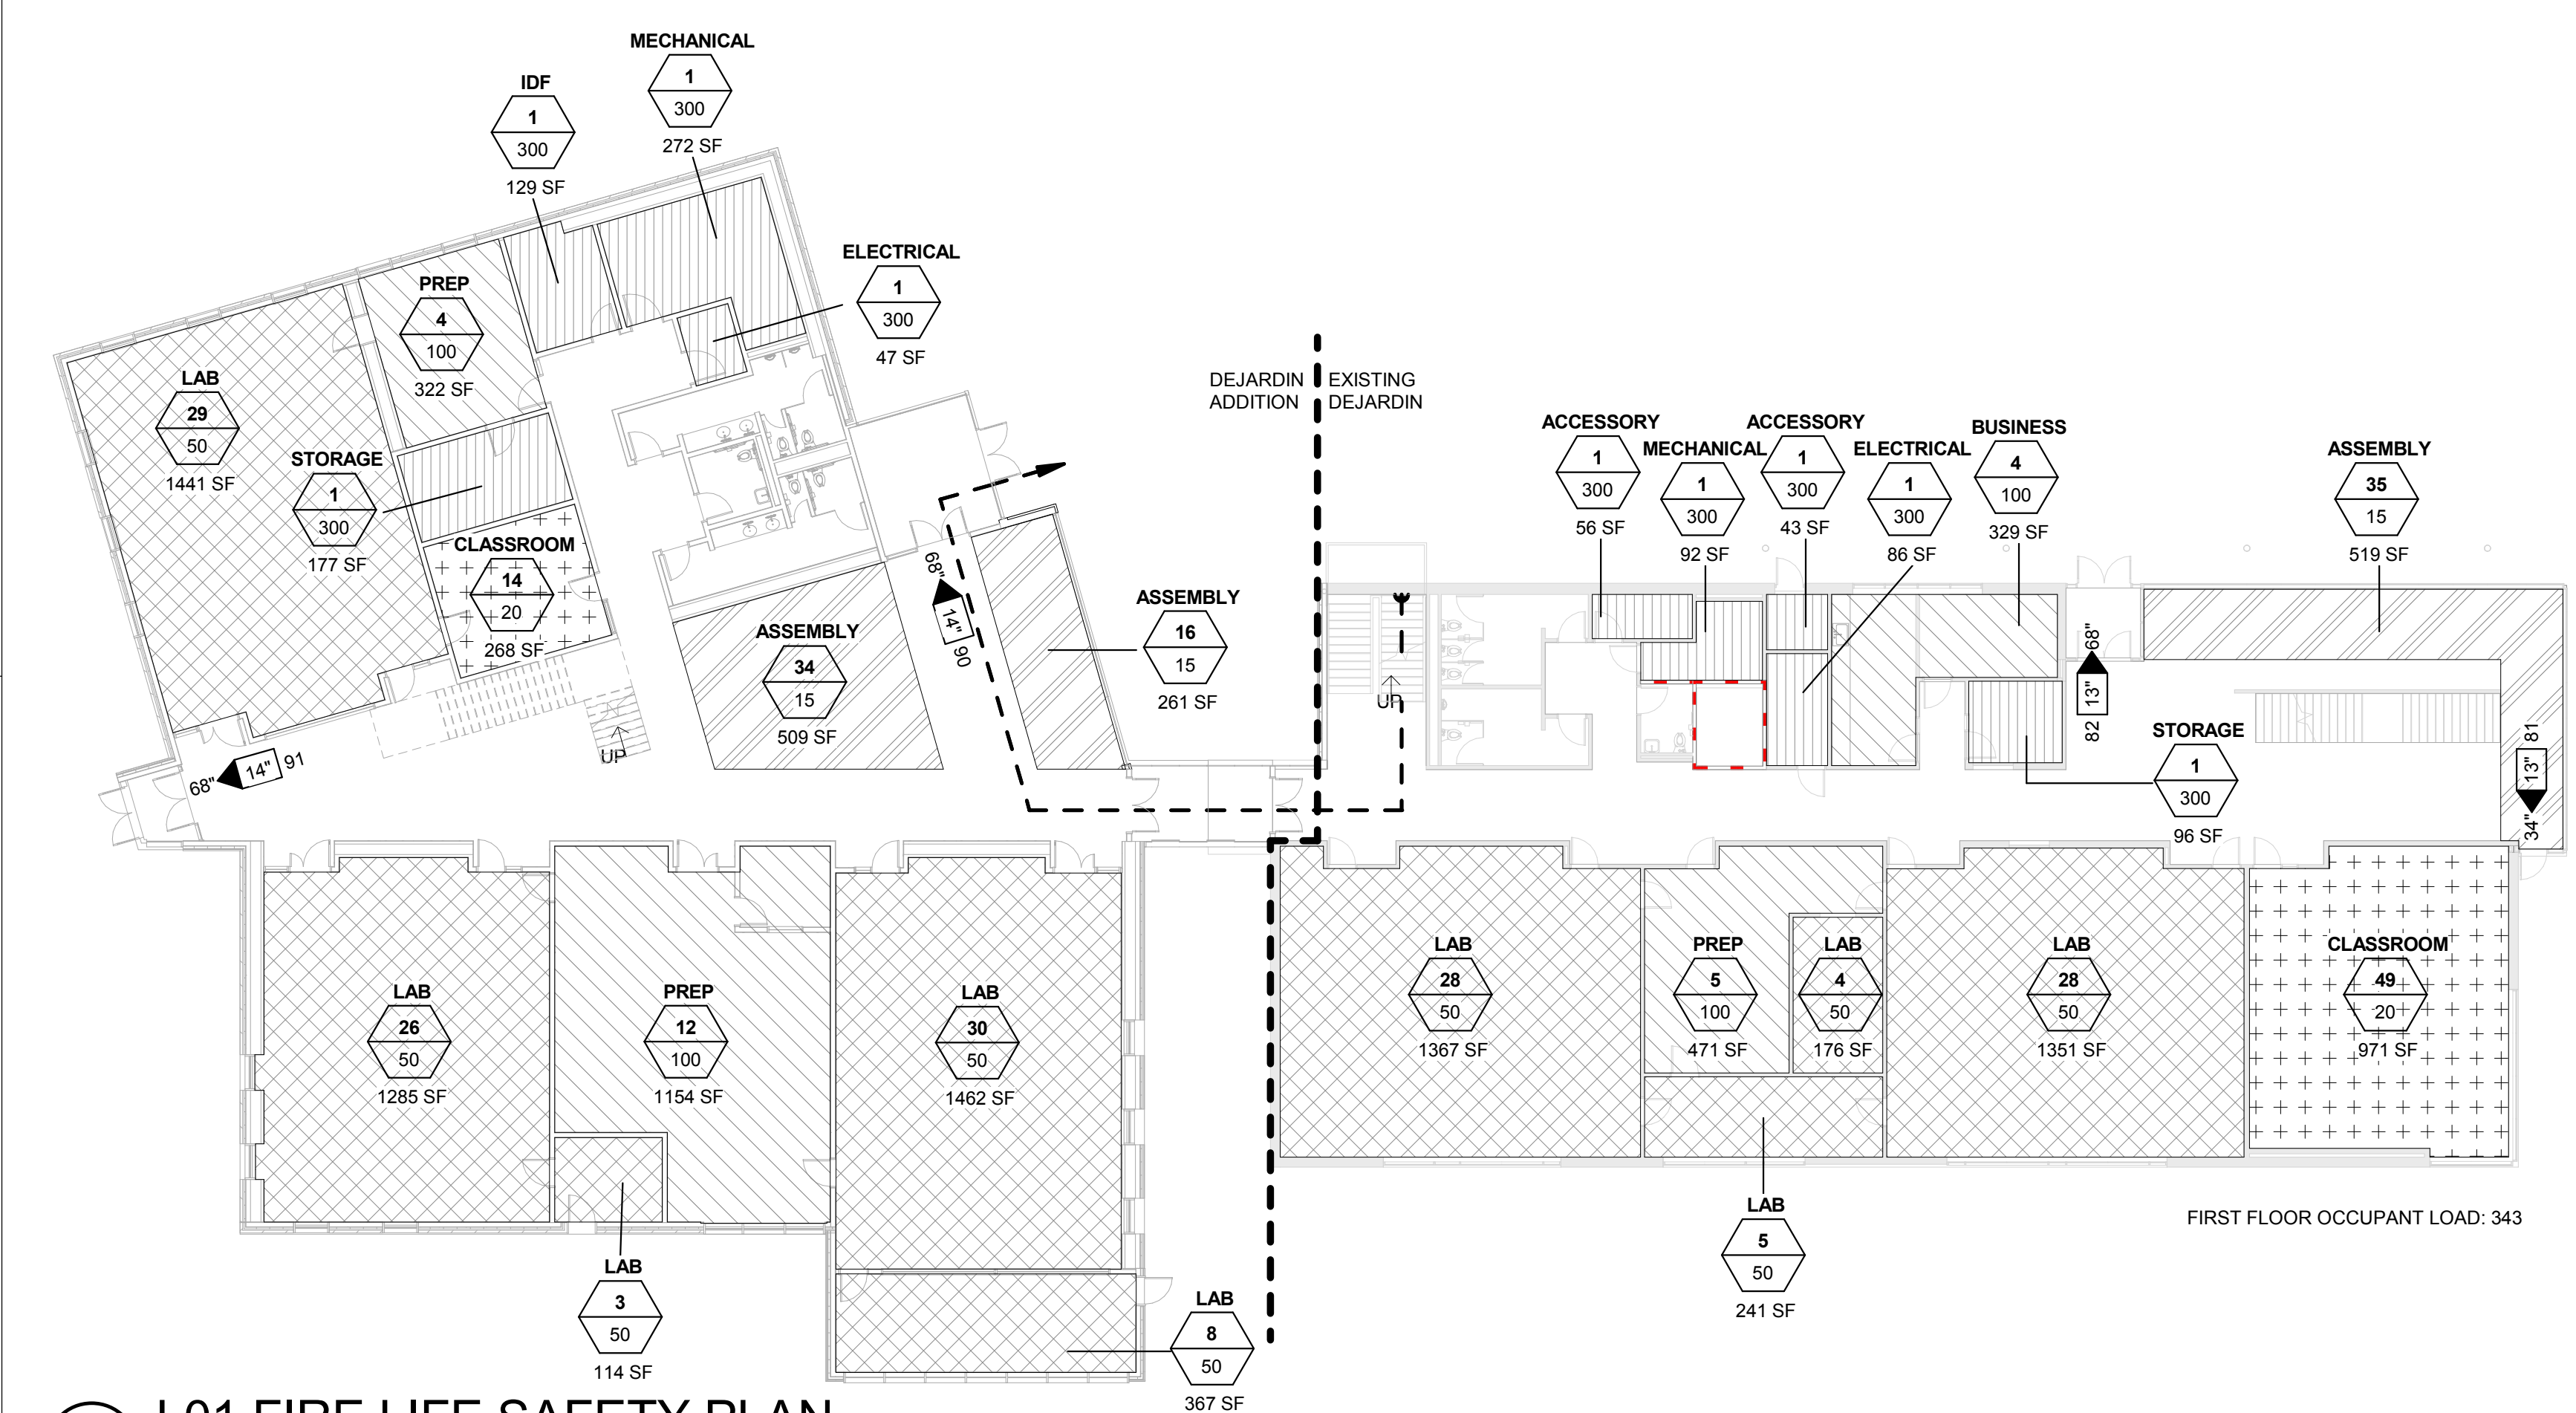 MECHANICAL
1
300
272 SF
IDF
1
300
129 SF
ELECTRICAL
1
300
47 SF
PREP
4
100
322 SF
LAB
29
50
1441 SF
STORAGE
1
300
177 SF
CLASSROOM
14
20
268 SF
UP
68"
14"
91
ASSEMBLY
34
15
509 SF
68"
14"
90
ASSEMBLY
16
15
261 SF
DEJARDIN
ADDITION
EXISTING
DEJARDIN
UP
ACCESSORY
1
300
56 SF
MECHANICAL
1
300
92 SF
ACCESSORY
1
300
43 SF
ELECTRICAL
1
300
86 SF
BUSINESS
4
100
329 SF
ASSEMBLY
35
15
519 SF
68"
13"
82
STORAGE
1
300
96 SF
81
13"
34"
LAB
26
50
1285 SF
PREP
12
100
1154 SF
LAB
30
50
1462 SF
LAB
28
50
1367 SF
PREP
5
100
471 SF
LAB
4
50
176 SF
LAB
28
50
1351 SF
CLASSROOM
49
20
971 SF
LAB
3
50
114 SF
LAB
8
50
367 SF
LAB
5
50
241 SF
FIRST FLOOR OCCUPANT LOAD: 343
L01 FIRE LIFE SAFETY PLAN